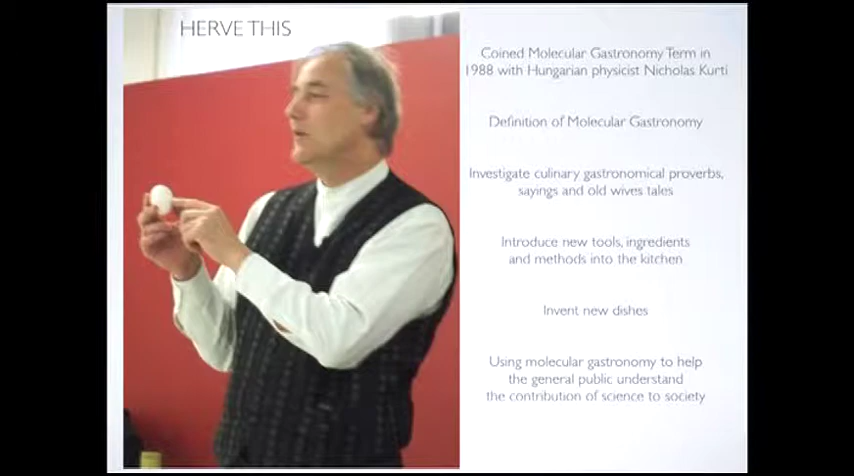 HERVE THIS
Coined Molecular Gastronomy Term in
1988 with Hungarian physicist Nicholas Kurti
Definition of Molecular Gastronomy
Investigate culinary gastronomical proverbs,
sayings and old wives tales
Introduce new tools, ingredients
and methods into the kitchen
Invent new dishes
Using molecular gastronomy to help
the general public understand
the contribution of science to society